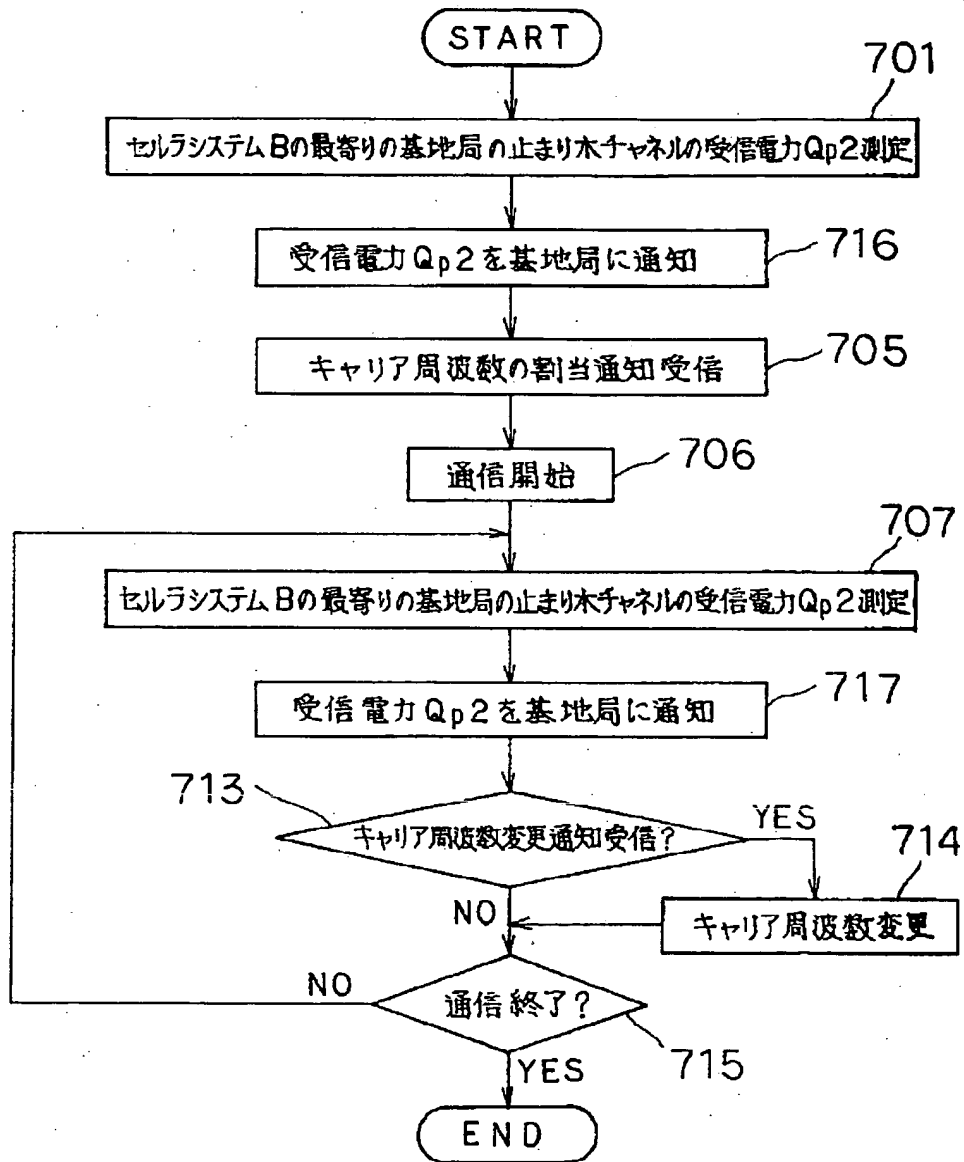 START
701
セルラシステムBの最寄りの基地局の止まり木チャネルの受信電力Qp2測定
受信電力Qp2を基地局に通知
716
キャリア周波数の割当通知受信
705
通信開始
706
707
セルラシステムBの最寄りの基地局の止まり木チャネルの受信電力Qp2測定
受信電力Qp2を基地局に通知
717
713
キャリア周波数変更通知受信?
YES
714
NO
キャリア周波数変更
NO
通信終了?
715
YES
END